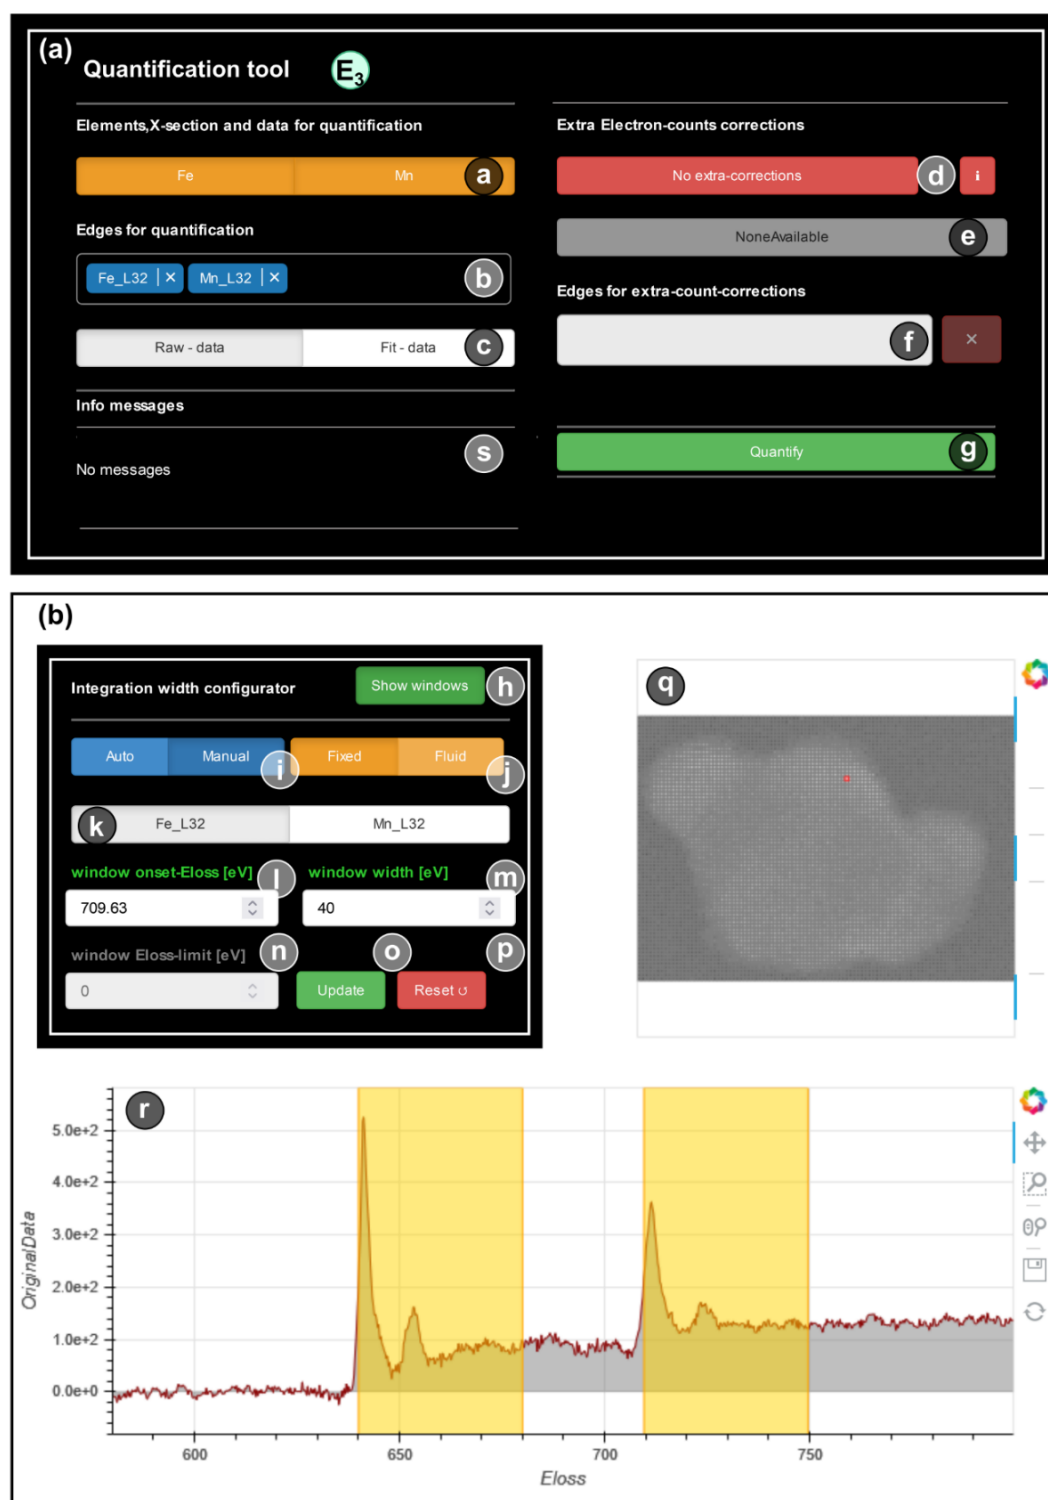 (a)
Quantification tool E3
Elements,X-section and data for quantification
Fe Mn a
Edges for quantification
Fe_L32 | × Mn_L32 | × b
Raw - data Fit - data c
Info messages
s
No messages
Extra Electron-counts corrections
No extra-corrections d i
NoneAvailable e
Edges for extra-count-corrections
f ×
Quantify g
(b)
Integration width configurator Show windows h
Auto Manual i Fixed Fluid j
k Fe_L32 Mn_L32
window onset-Eloss [eV] l window width [eV] m
709.63 40
window Eloss-limit [eV] n o p
0 Update Reset ↺
q
r
5.0e+2
4.0e+2
3.0e+2
2.0e+2
1.0e+2
0.0e+0
OriginalData
600 650 700 750
Eloss